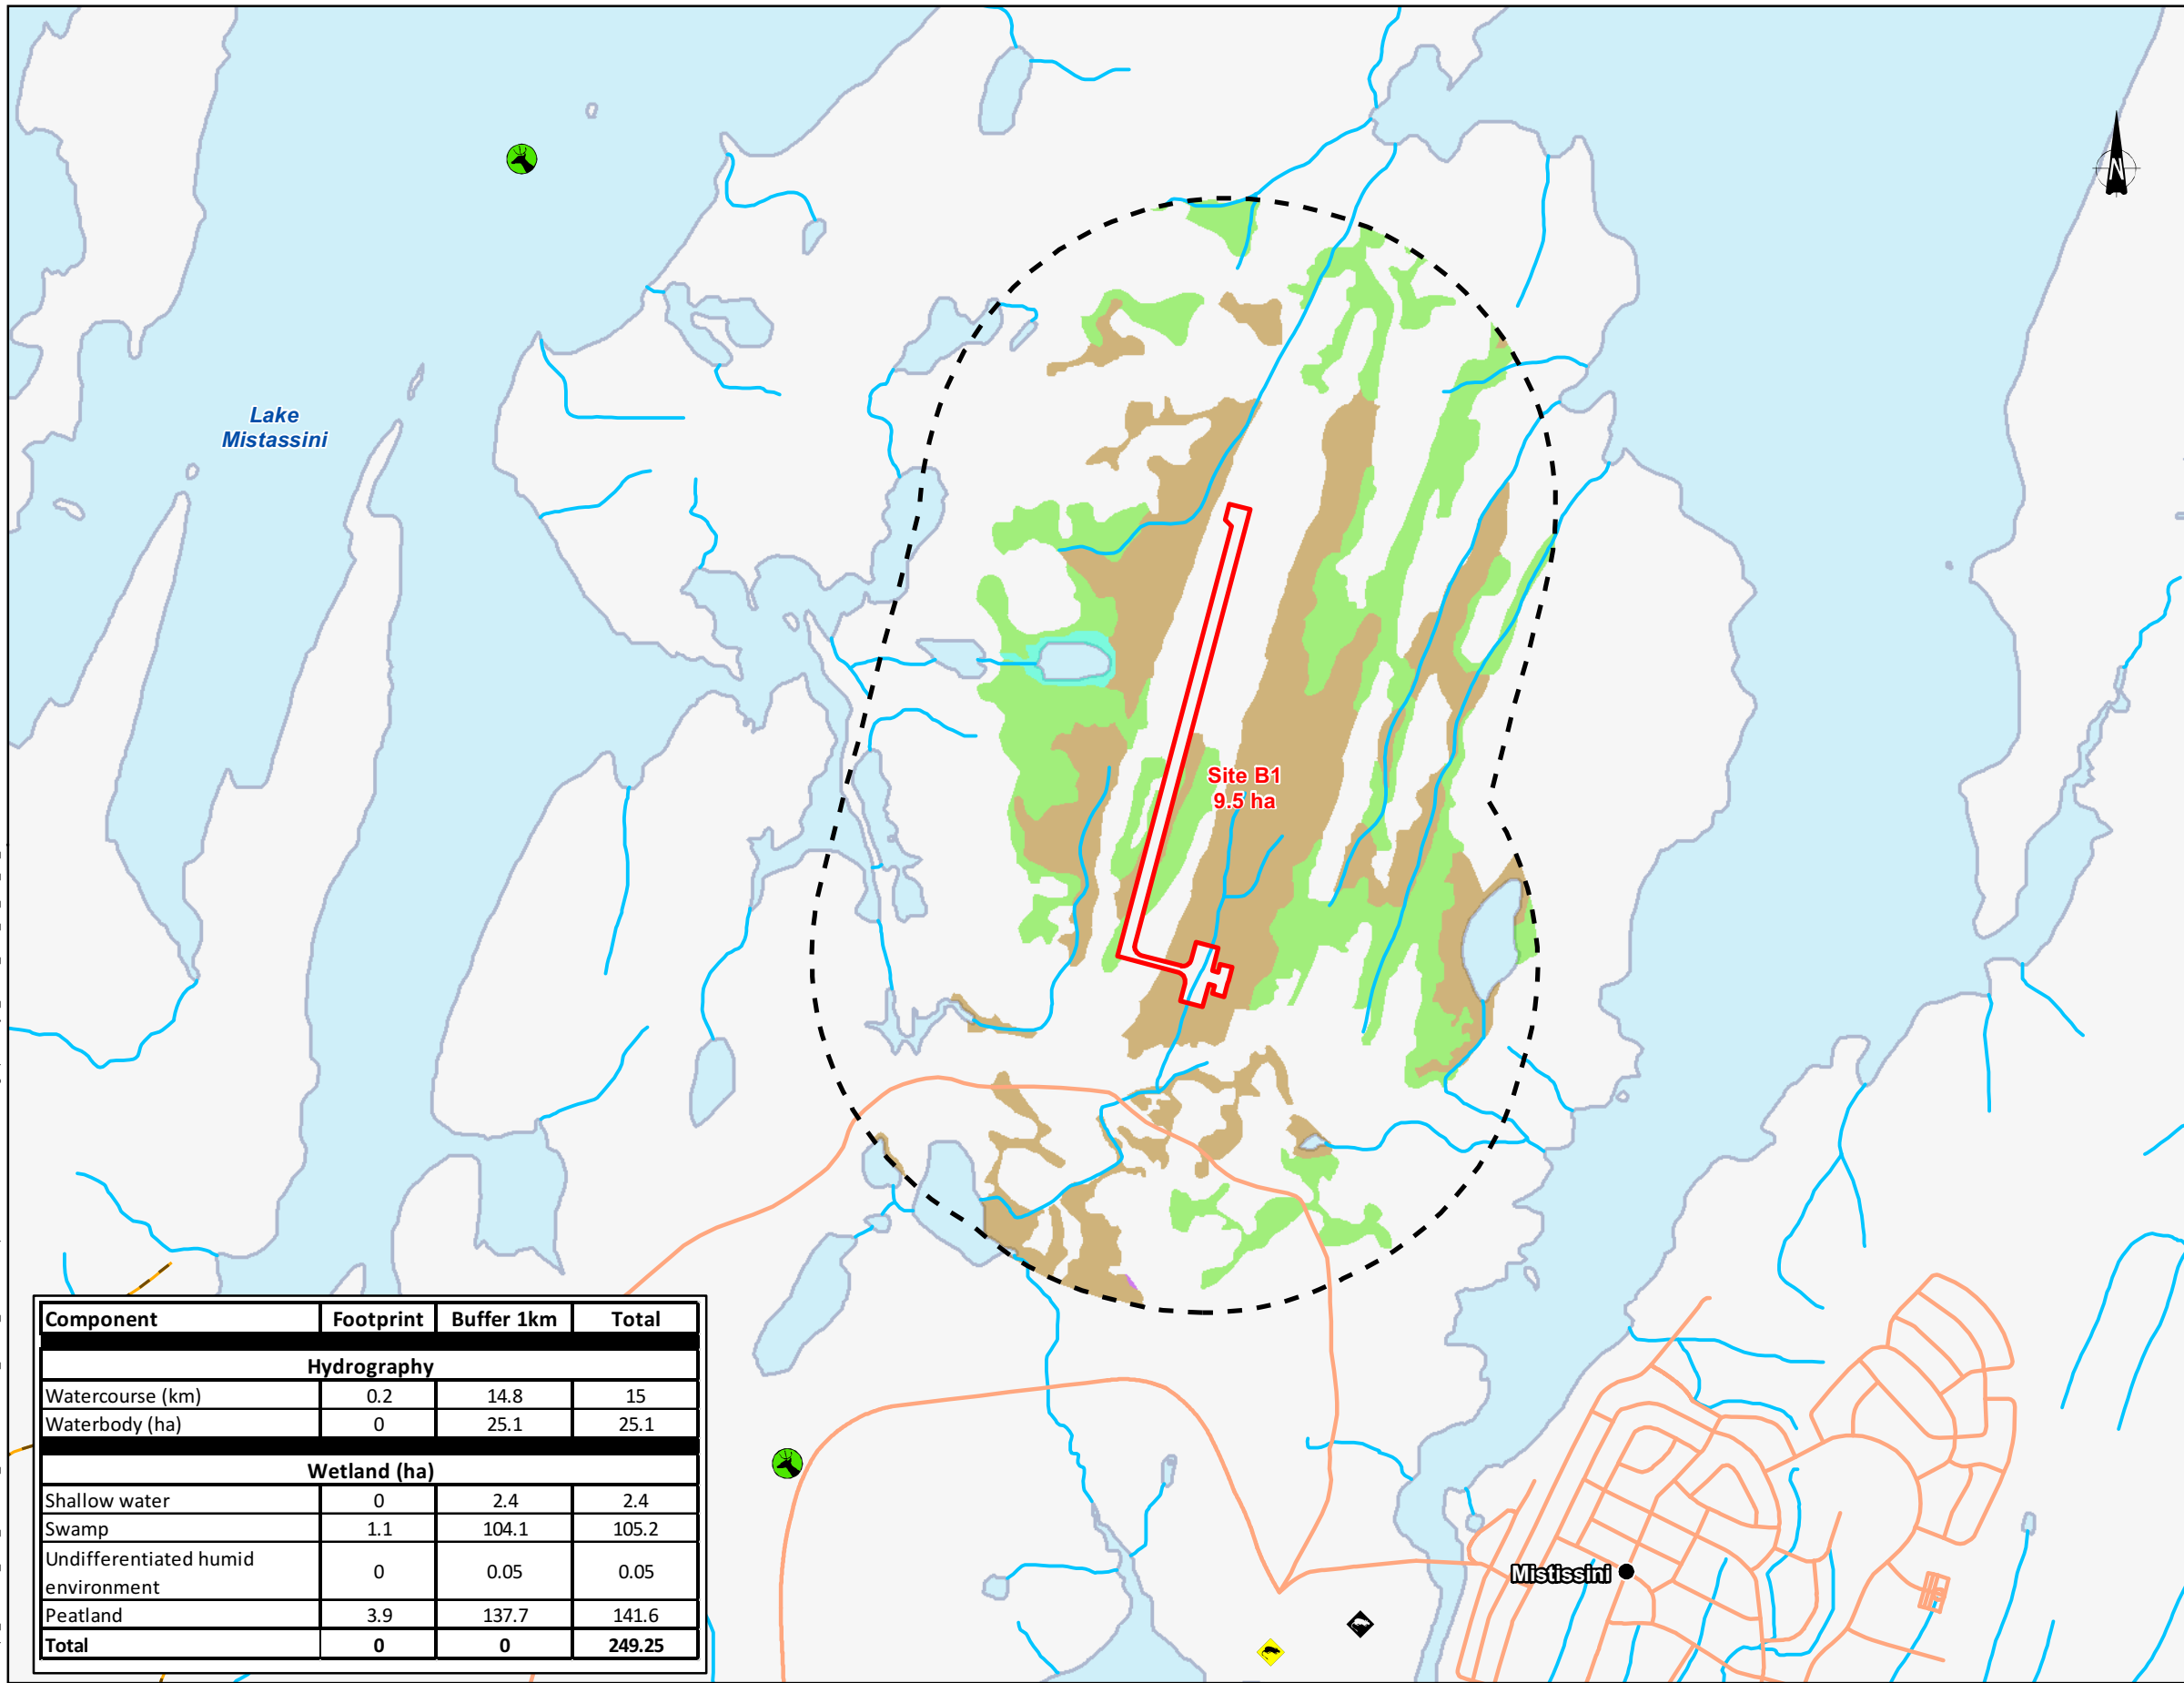 N
Lake
Mistassini
Site B1
9.5 ha
Component Footprint Buffer 1km Total
Hydrography
Watercourse (km) 0.2 14.8 15
Waterbody (ha) 0 25.1 25.1
Wetland (ha)
Shallow water 0 2.4 2.4
Swamp 1.1 104.1 105.2
Undifferentiated humid
environment 0 0.05 0.05
Peatland 3.9 137.7 141.6
Total 0 0 249.25
Mistissini